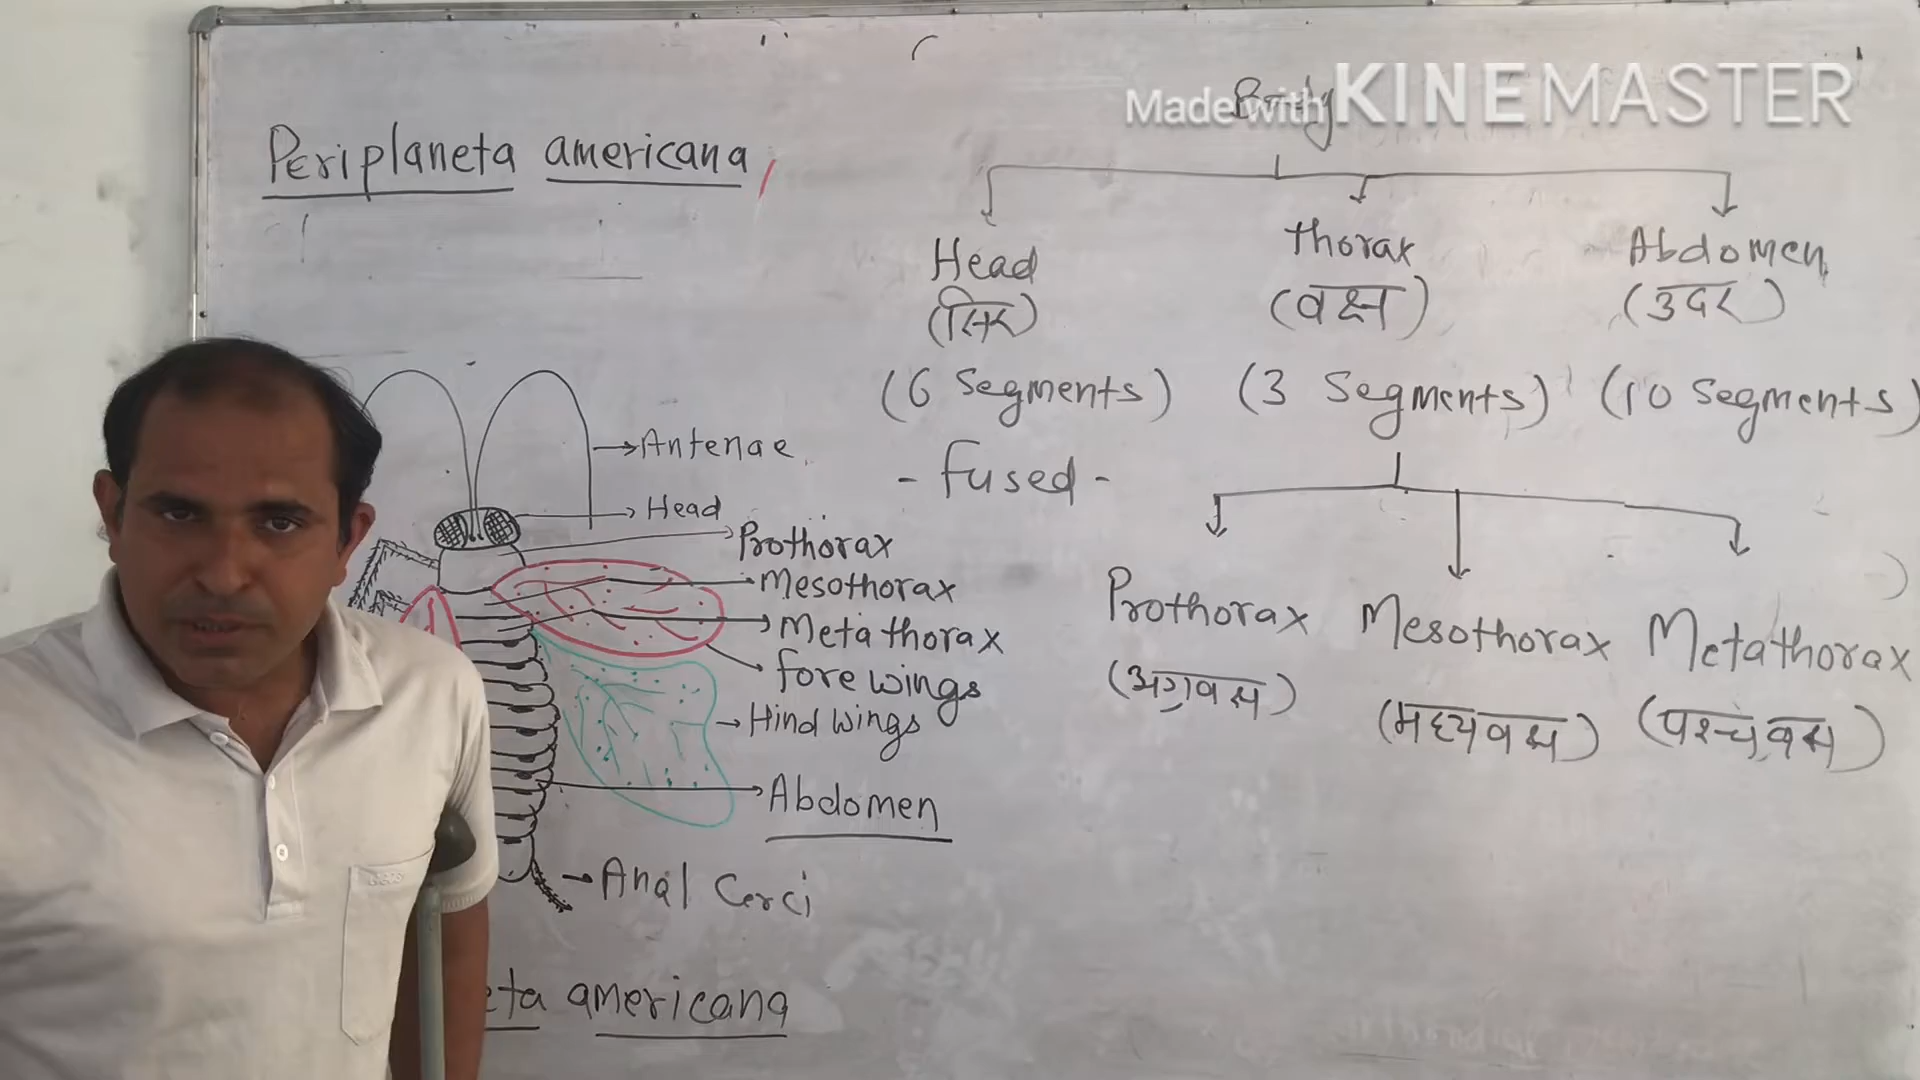 Made with KINEMASTER
Body
Periplaneta americana
Head
(सिर)
(6 Segments)
- fused -
thorax
(वक्ष)
(3 Segments)
Abdomen
(उदर)
(10 Segments)
Prothorax
(अग्रवक्ष)
Mesothorax
(मध्यवक्ष)
Metathorax
(पश्चवक्ष)
Antenae
Head
Prothorax
Mesothorax
Metathorax
fore wings
Hind wings
Abdomen
Anal Cerci
eta americana